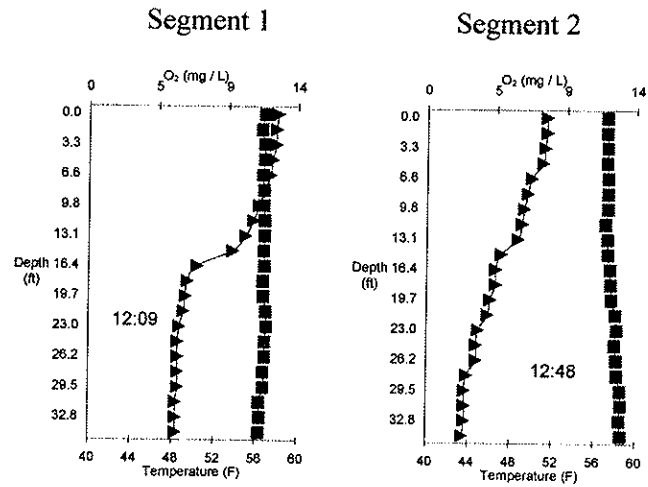 Segment 1
O₂ (mg / L)
0 5 9 14
0.0
3.3
6.6
9.8
13.1
Depth 16.4
(ft)
19.7
23.0
26.2
29.5
32.8
12:09
40 44 48 52 56 60
Temperature (F)
Segment 2
O₂ (mg / L)
0 5 9 14
0.0
3.3
6.6
9.8
13.1
Depth 16.4
(ft)
19.7
23.0
26.2
29.5
32.8
12:48
40 44 48 52 56 60
Temperature (F)